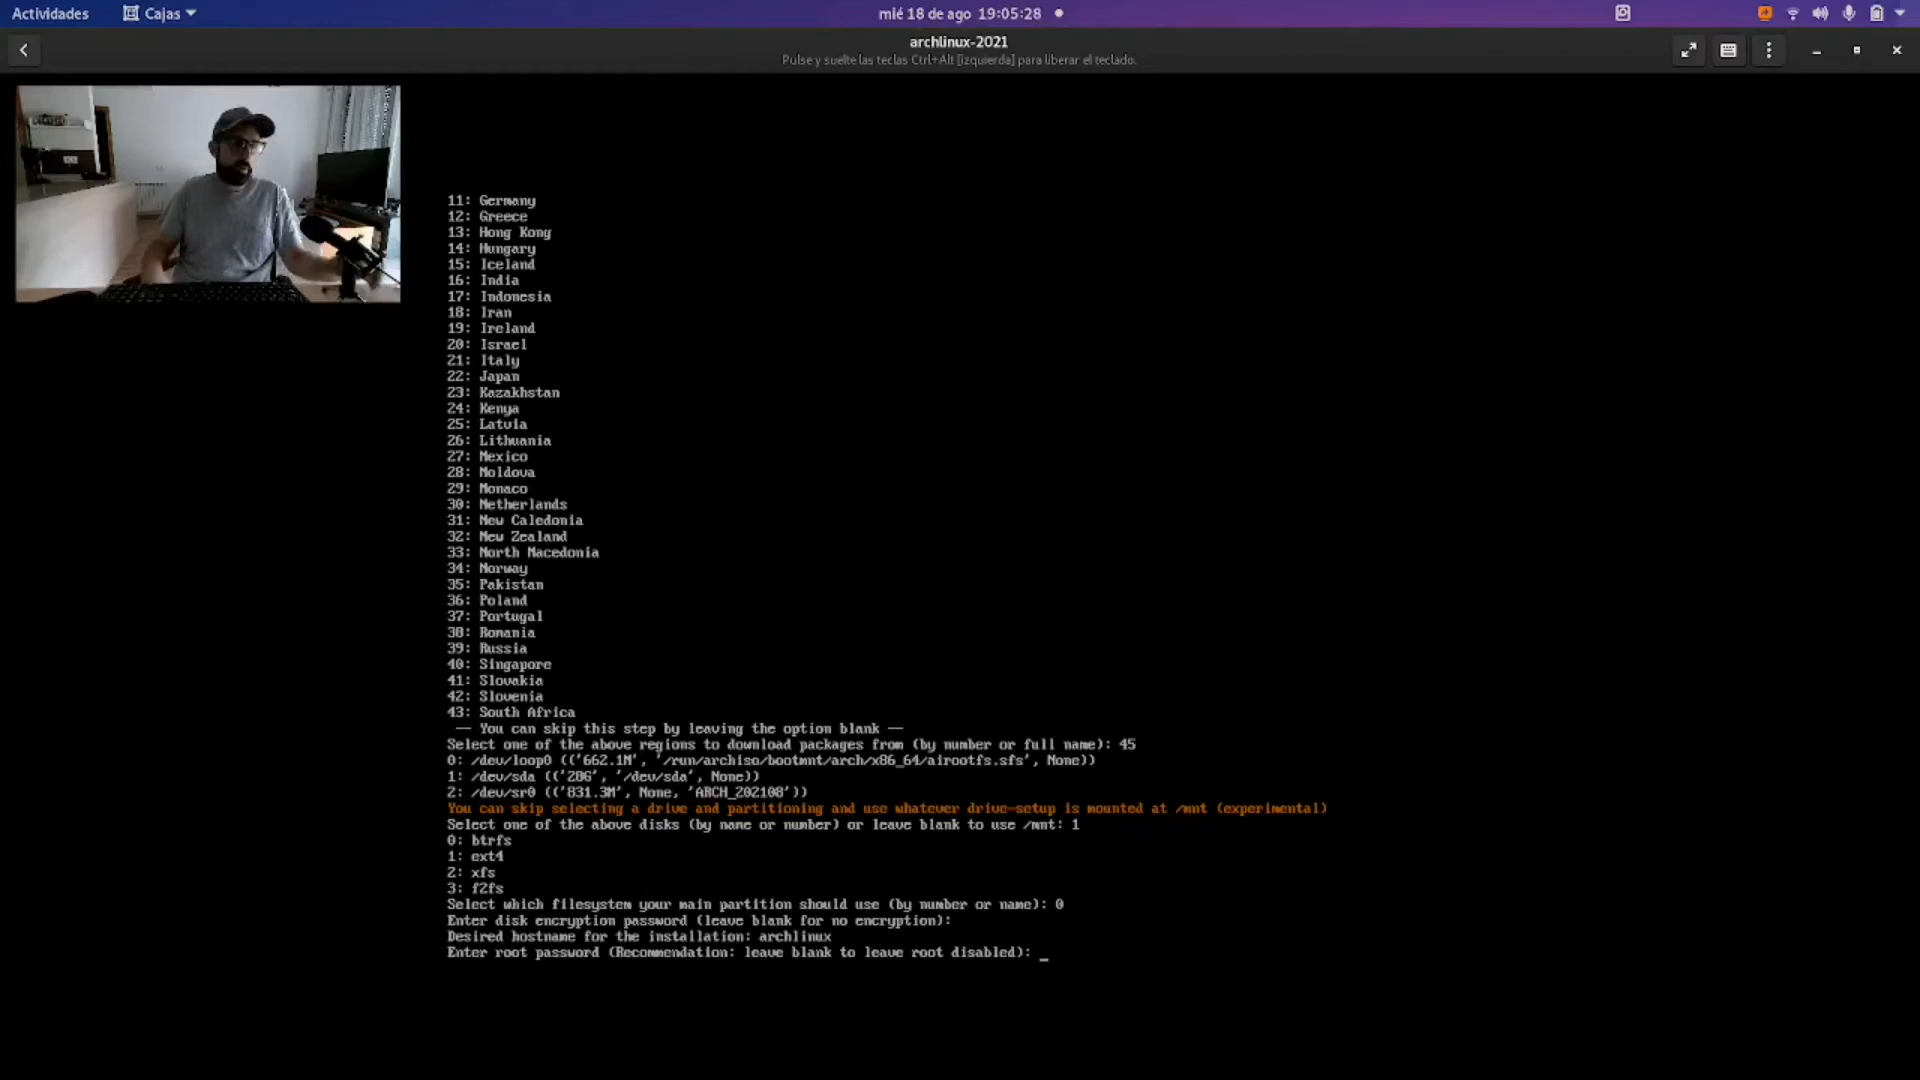 Actividades
Cajas
mié 18 de ago 19:05:28
archlinux-2021
Pulse y suelte las teclas Ctrl+Alt [izquierda] para liberar el teclado.
11: Germany
12: Greece
13: Hong Kong
14: Hungary
15: Iceland
16: India
17: Indonesia
18: Iran
19: Ireland
20: Israel
21: Italy
22: Japan
23: Kazakhstan
24: Kenya
25: Latvia
26: Lithuania
27: Mexico
28: Moldova
29: Monaco
30: Netherlands
31: New Caledonia
32: New Zealand
33: North Macedonia
34: Norway
35: Pakistan
36: Poland
37: Portugal
38: Romania
39: Russia
40: Singapore
41: Slovakia
42: Slovenia
43: South Africa
-- You can skip this step by leaving the option blank --
Select one of the above regions to download packages from (by number or full name): 45
0: /dev/loop0 (('662.1M', '/run/archiso/bootmnt/arch/x86_64/airootfs.sfs', None))
1: /dev/sda (('20G', '/dev/sda', None))
2: /dev/sr0 (('831.3M', None, 'ARCH_202108'))
You can skip selecting a drive and partitioning and use whatever drive-setup is mounted at /mnt (experimental)
Select one of the above disks (by name or number) or leave blank to use /mnt: 1
0: btrfs
1: ext4
2: xfs
3: f2fs
Select which filesystem your main partition should use (by number or name): 0
Enter disk encryption password (leave blank for no encryption):
Desired hostname for the installation: archlinux
Enter root password (Recommendation: leave blank to leave root disabled): _